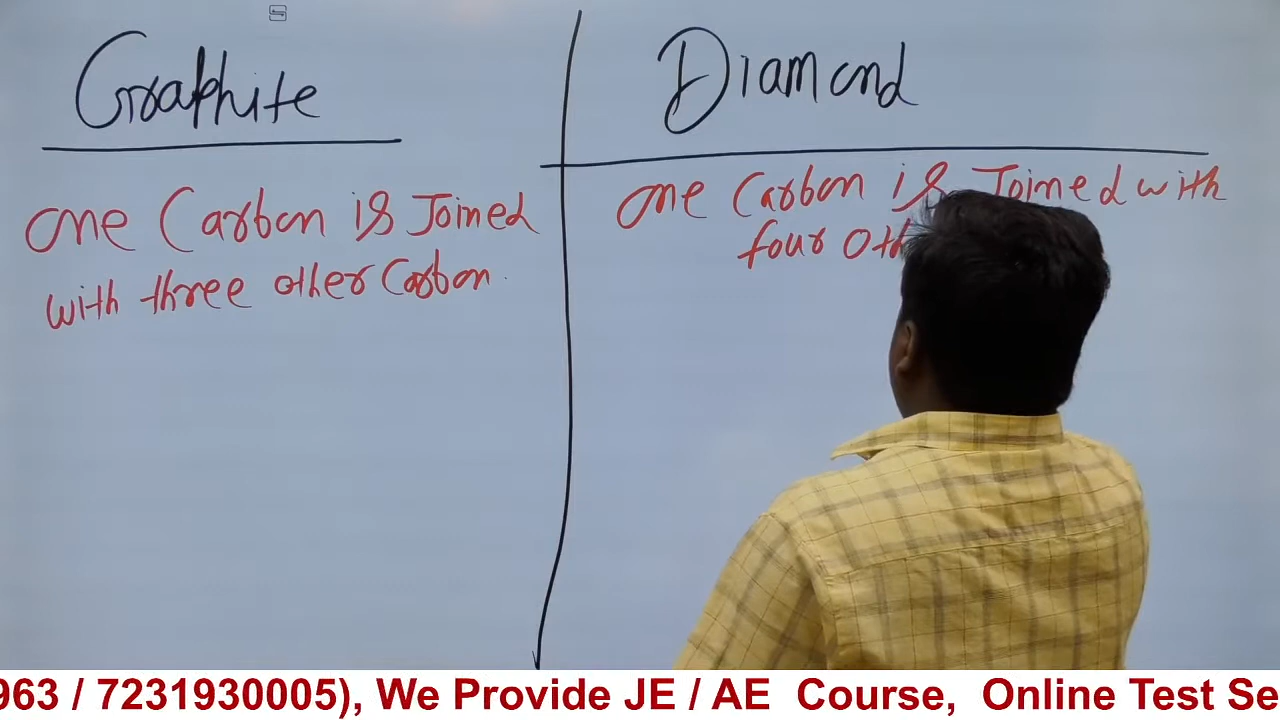 Graphite
Diamond
one Carbon is Joined
with three other Carbon.
one Carbon is Joined with
four Oth
963 / 7231930005), We Provide JE / AE Course, Online Test Se